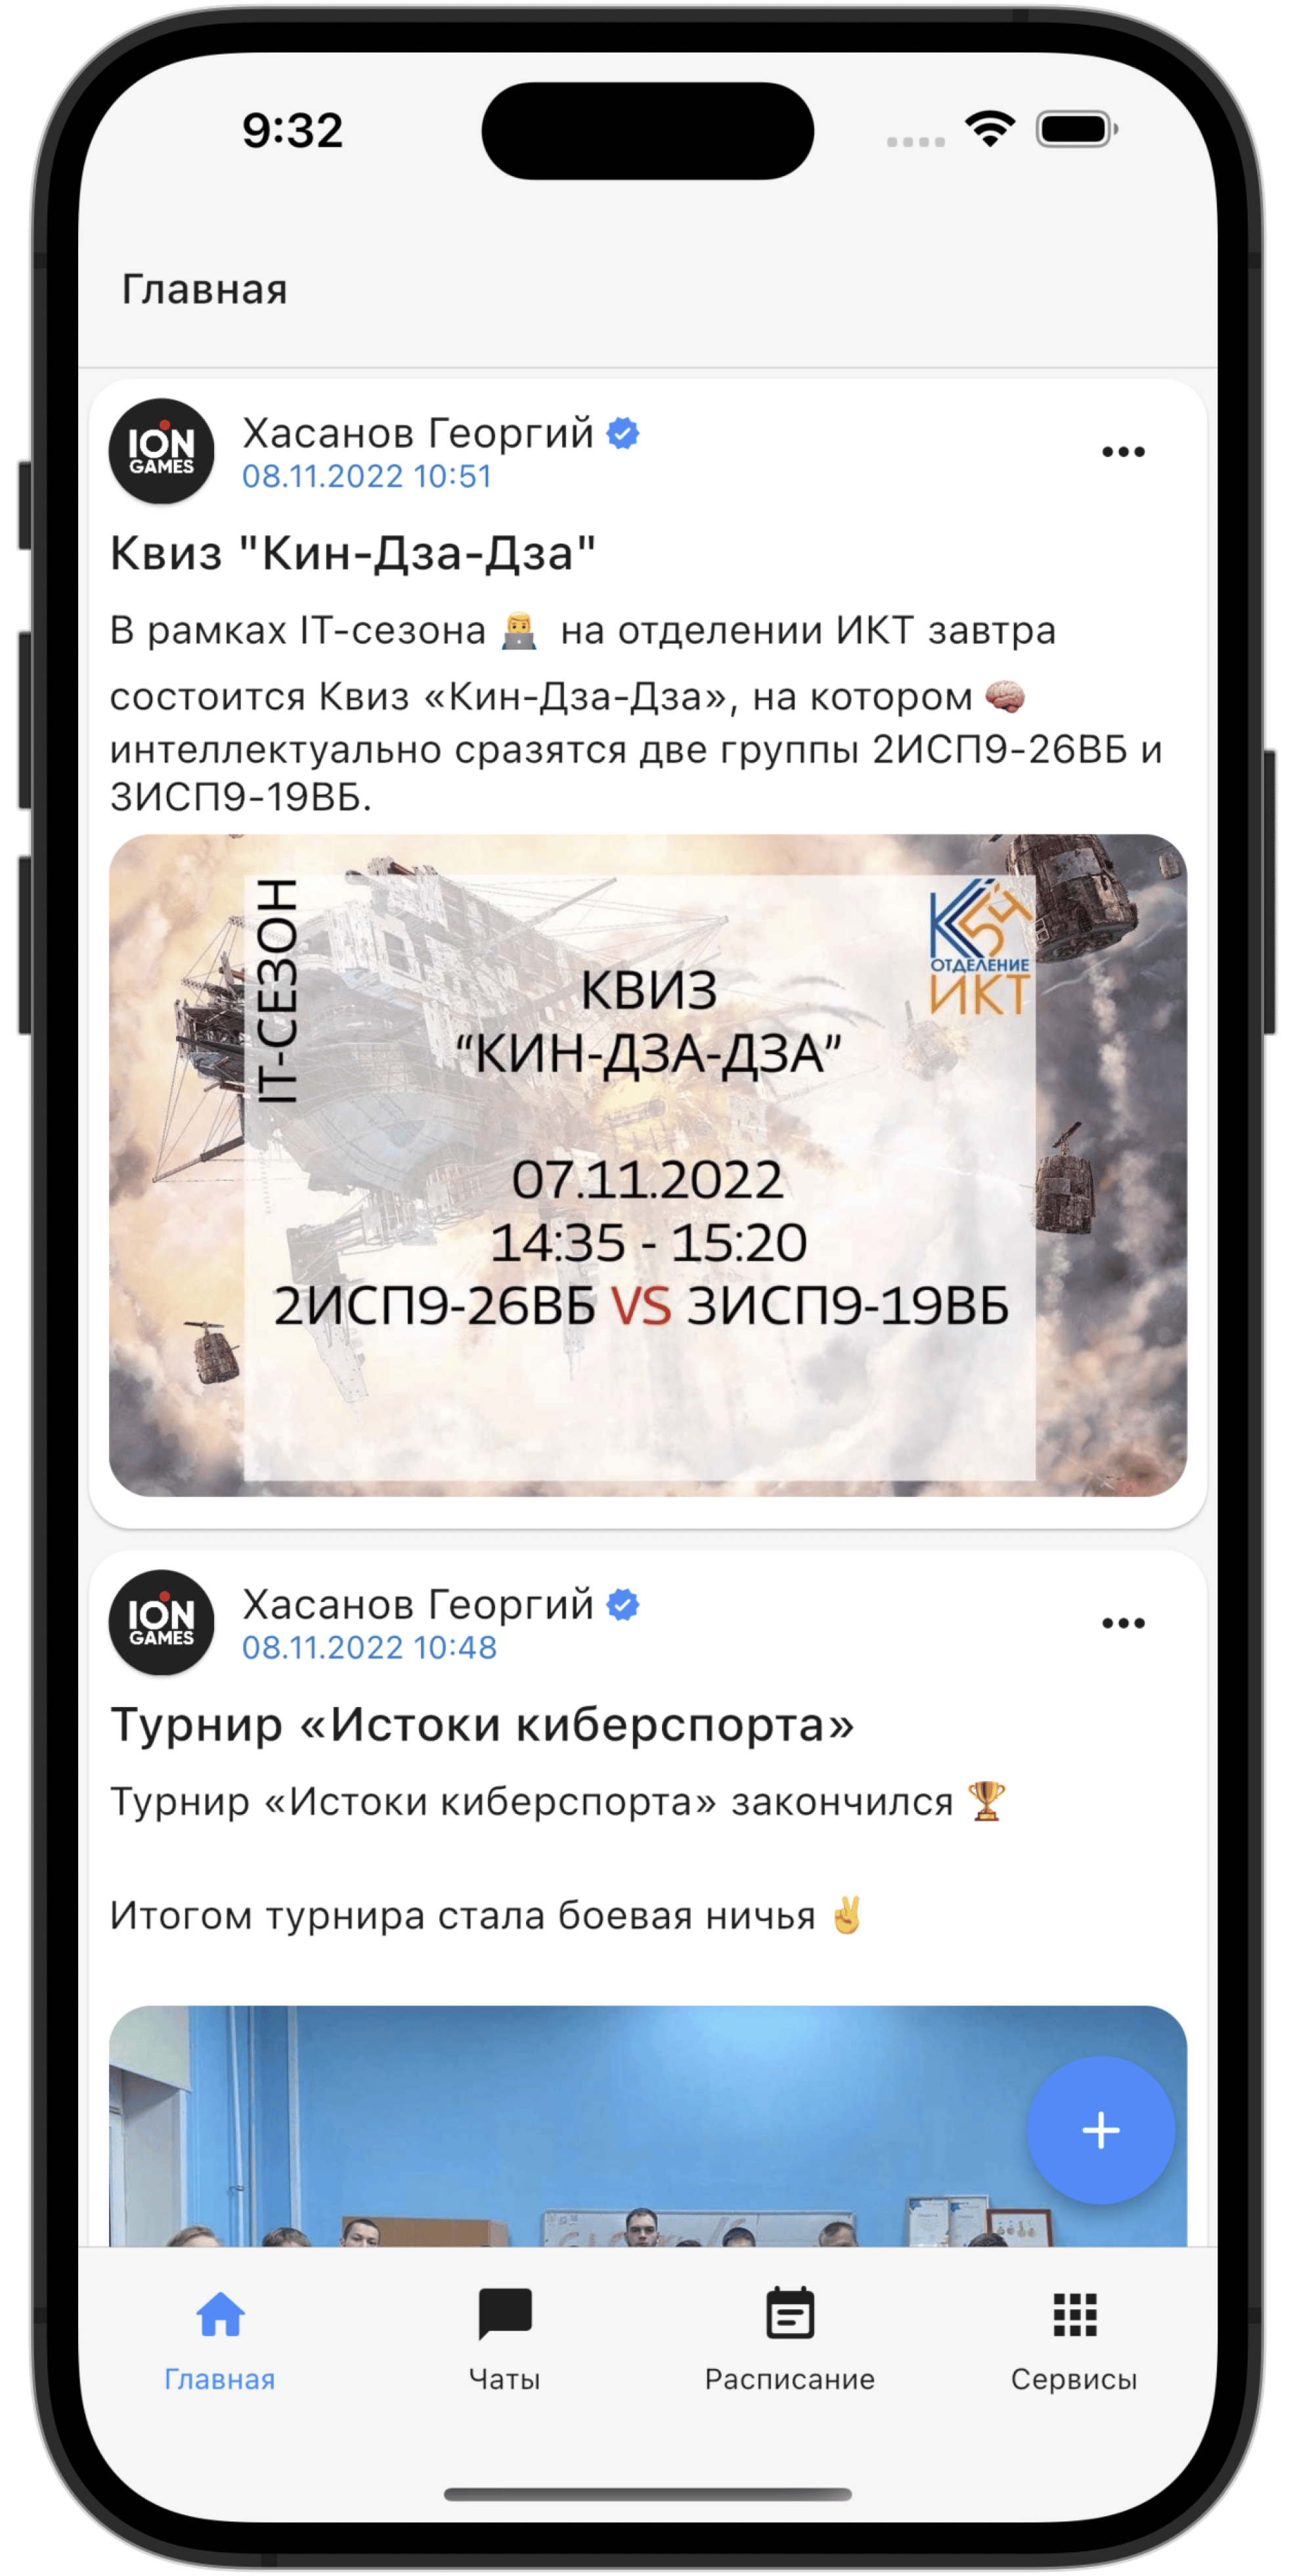 9:32
Главная
ION
GAMES
Хасанов Георгий
08.11.2022 10:51
Квиз "Кин-Дза-Дза"
В рамках IT-сезона 👨‍💻 на отделении ИКТ завтра
состоится Квиз «Кин-Дза-Дза», на котором 🧠
интеллектуально сразятся две группы 2ИСП9-26ВБ и
3ИСП9-19ВБ.
IT-СЕЗОН
К54
ОТДЕЛЕНИЕ
ИКТ
КВИЗ
“КИН-ДЗА-ДЗА”
07.11.2022
14:35 - 15:20
2ИСП9-26ВБ VS 3ИСП9-19ВБ
ION
GAMES
Хасанов Георгий
08.11.2022 10:48
Турнир «Истоки киберспорта»
Турнир «Истоки киберспорта» закончился 🏆
Итогом турнира стала боевая ничья ✌️
Главная
Чаты
Расписание
Сервисы